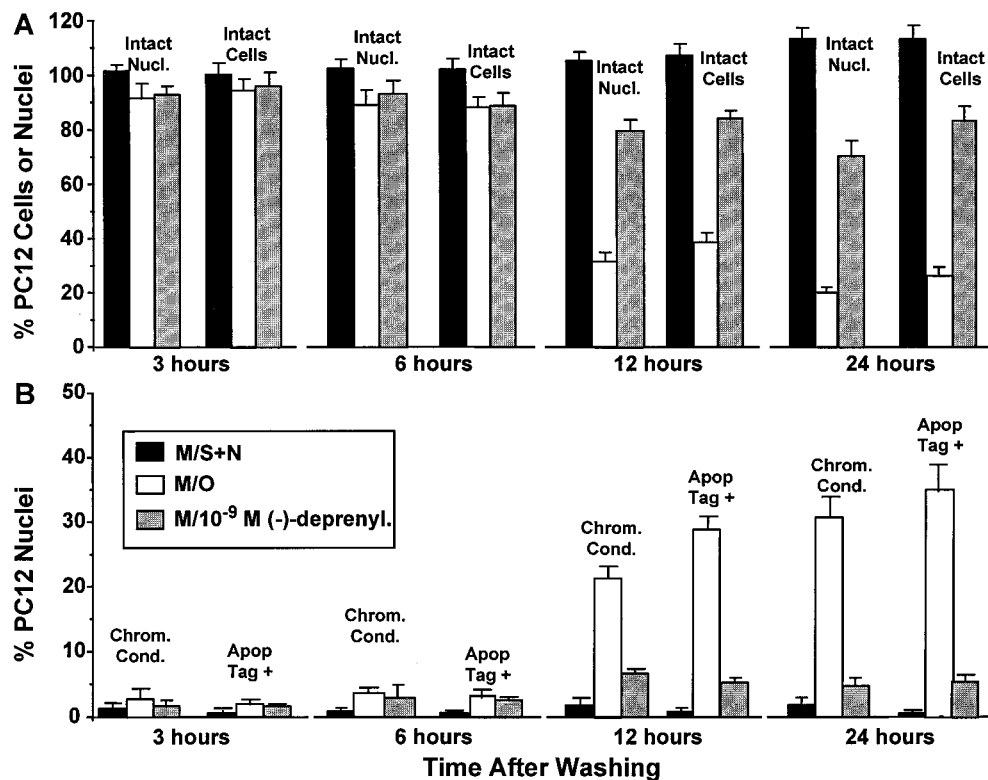 A
% PC12 Cells or Nuclei
120
100
80
60
40
20
0
Intact
Nucl.
Intact
Cells
Intact
Nucl.
Intact
Cells
Intact
Nucl.
Intact
Cells
Intact
Nucl.
Intact
Cells
3 hours
6 hours
12 hours
24 hours
B
% PC12 Nuclei
50
40
30
20
10
0
M/S+N
M/O
M/10⁻⁹ M (-)-deprenyl.
Chrom.
Cond.
Apop
Tag +
Chrom.
Cond.
Apop
Tag +
Chrom.
Cond.
Apop
Tag +
Chrom.
Cond.
Apop
Tag +
3 hours
6 hours
12 hours
24 hours
Time After Washing